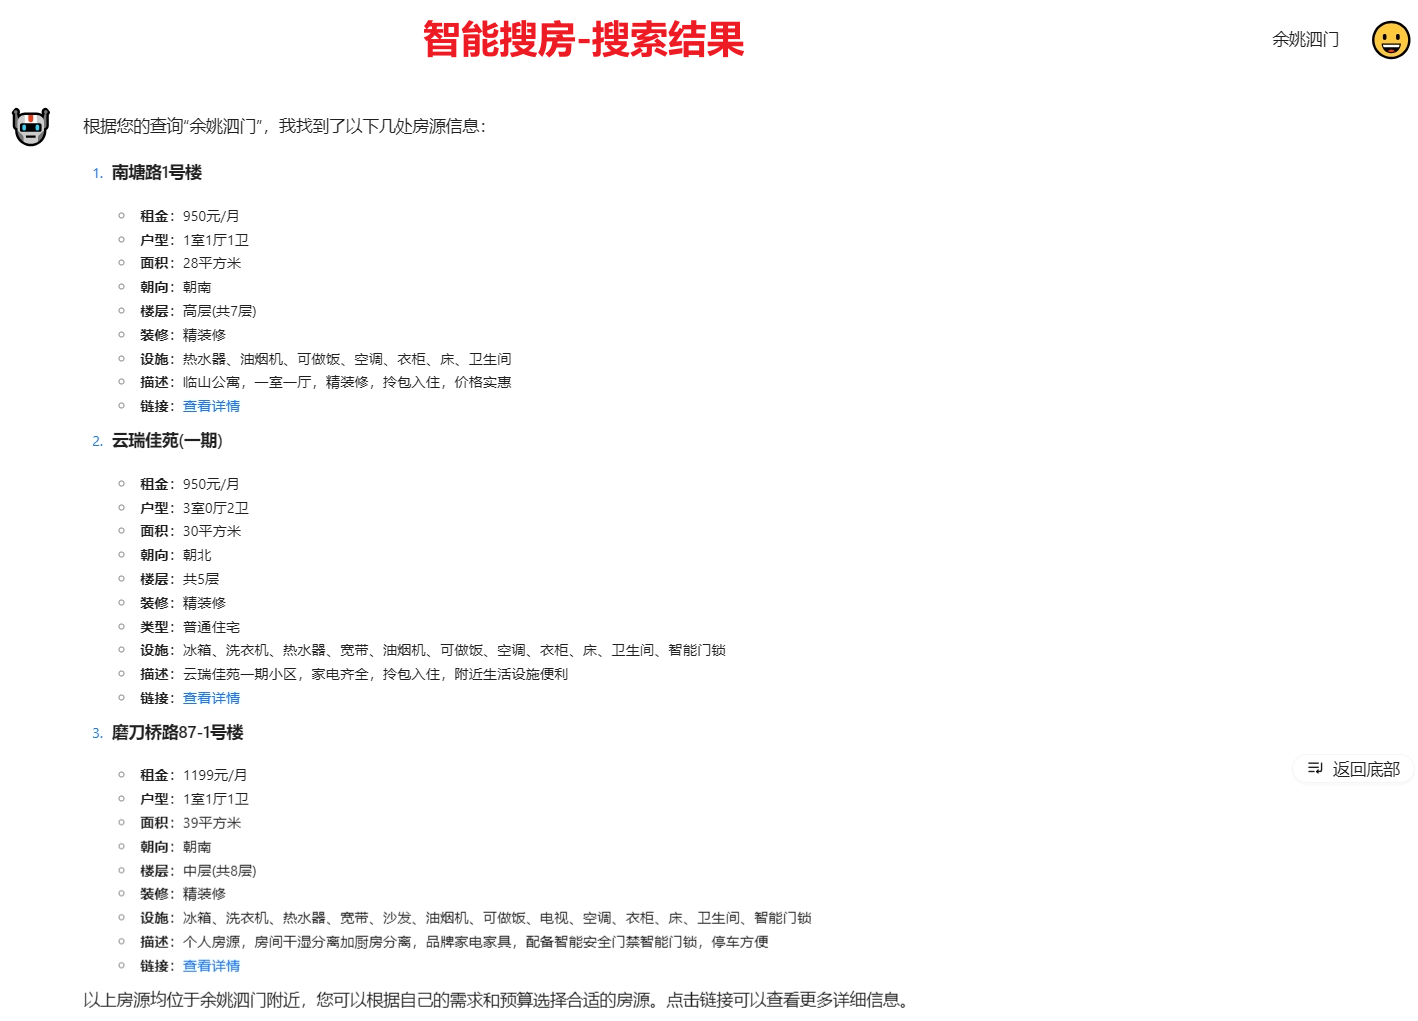 智能搜房-搜索结果
余姚泗门
根据您的查询“余姚泗门”，我找到了以下几处房源信息：
1. 南塘路1号楼
租金：950元/月
户型：1室1厅1卫
面积：28平方米
朝向：朝南
楼层：高层(共7层)
装修：精装修
设施：热水器、油烟机、可做饭、空调、衣柜、床、卫生间
描述：临山公寓，一室一厅，精装修，拎包入住，价格实惠
链接：查看详情
2. 云瑞佳苑(一期)
租金：950元/月
户型：3室0厅2卫
面积：30平方米
朝向：朝北
楼层：共5层
装修：精装修
类型：普通住宅
设施：冰箱、洗衣机、热水器、宽带、油烟机、可做饭、空调、衣柜、床、卫生间、智能门锁
描述：云瑞佳苑一期小区，家电齐全，拎包入住，附近生活设施便利
链接：查看详情
3. 磨刀桥路87-1号楼
租金：1199元/月
户型：1室1厅1卫
面积：39平方米
朝向：朝南
楼层：中层(共8层)
装修：精装修
设施：冰箱、洗衣机、热水器、宽带、沙发、油烟机、可做饭、电视、空调、衣柜、床、卫生间、智能门锁
描述：个人房源，房间干湿分离加厨房分离，品牌家电家具，配备智能安全门禁智能门锁，停车方便
链接：查看详情
返回底部
以上房源均位于余姚泗门附近，您可以根据自己的需求和预算选择合适的房源。点击链接可以查看更多详细信息。